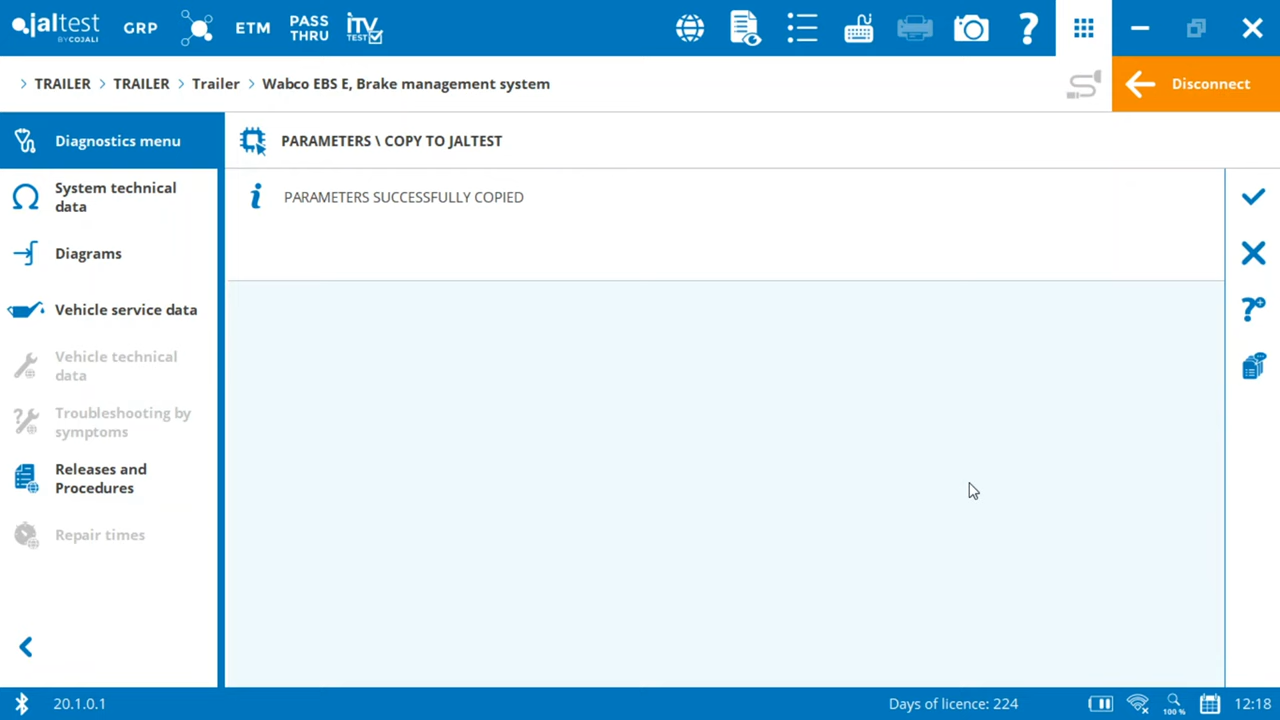 jaltest
BY COJALI
GRP
ETM
PASS
THRU
iTV
TEST
?
TRAILER > TRAILER > Trailer > Wabco EBS E, Brake management system
Disconnect
Diagnostics menu
PARAMETERS \ COPY TO JALTEST
System technical
data
i PARAMETERS SUCCESSFULLY COPIED
Diagrams
Vehicle service data
Vehicle technical
data
Troubleshooting by
symptoms
Releases and
Procedures
Repair times
20.1.0.1
Days of licence: 224
100 %
12:18